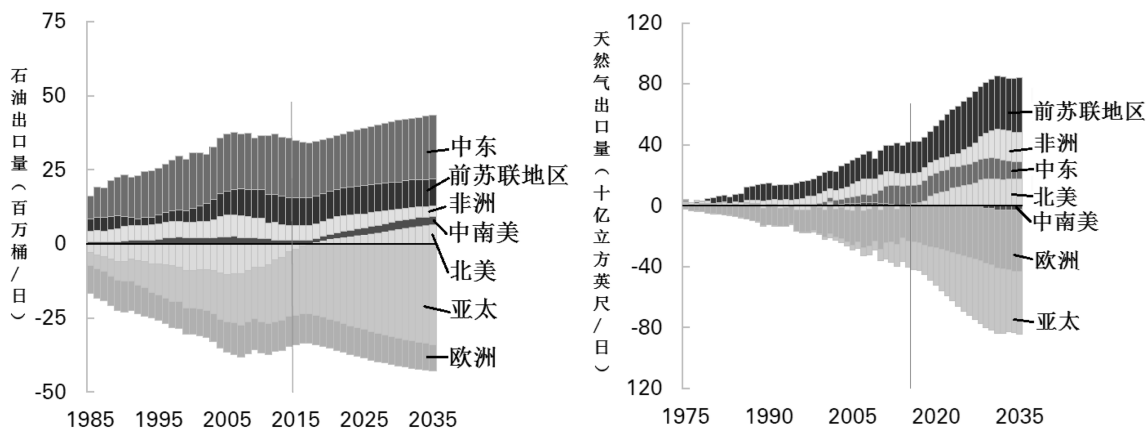 石油出口量（百万桶/日）
75
50
25
0
-25
-50
1985
1995
2005
2015
2025
2035
中东
前苏联地区
非洲
中南美
北美
亚太
欧洲
天然气出口量（十亿立方英尺/日）
120
80
40
0
-40
-80
120
1975
1990
2005
2020
2035
前苏联地区
非洲
中东
北美
中南美
欧洲
亚太